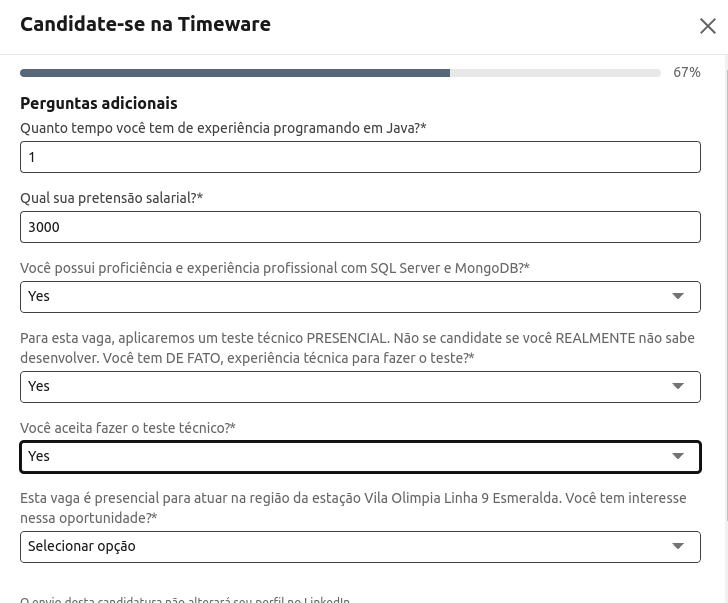 Candidate-se na Timeware
67%
Perguntas adicionais
Quanto tempo você tem de experiência programando em Java?*
1
Qual sua pretensão salarial?*
3000
Você possui proficiência e experiência profissional com SQL Server e MongoDB?*
Yes
Para esta vaga, aplicaremos um teste técnico PRESENCIAL. Não se candidate se você REALMENTE não sabe
desenvolver. Você tem DE FATO, experiência técnica para fazer o teste?*
Yes
Você aceita fazer o teste técnico?*
Yes
Esta vaga é presencial para atuar na região da estação Vila Olimpia Linha 9 Esmeralda. Você tem interesse
nessa oportunidade?*
Selecionar opção
O envio desta candidatura não alterará seu perfil no LinkedIn.